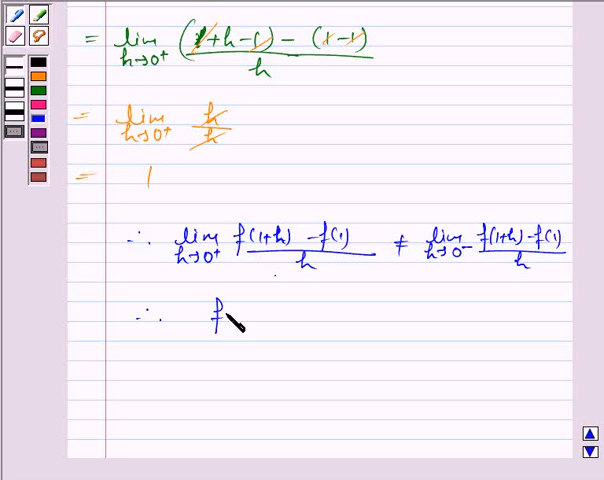 = lim h→0⁺ (1+h-1) - (1-1) / h
= lim h→0⁺ h / h
= 1
∴ lim h→0⁺ f(1+h) - f(1) / h ≠ lim h→0⁻ f(1+h) - f(1) / h
∴ f